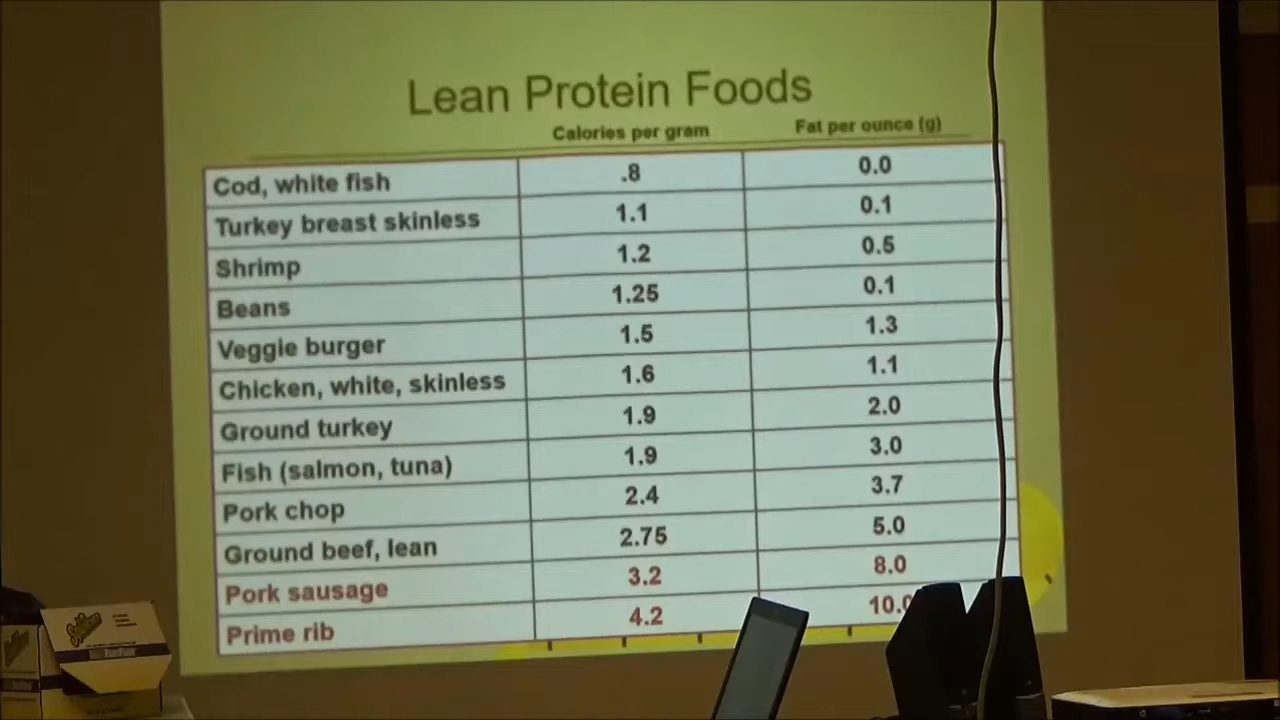 Lean Protein Foods
Calories per gram Fat per ounce (g)
Cod, white fish .8 0.0
Turkey breast skinless 1.1 0.1
Shrimp 1.2 0.5
Beans 1.25 0.1
Veggie burger 1.5 1.3
Chicken, white, skinless 1.6 1.1
Ground turkey 1.9 2.0
Fish (salmon, tuna) 1.9 3.0
Pork chop 2.4 3.7
Ground beef, lean 2.75 5.0
Pork sausage 3.2 8.0
Prime rib 4.2 10.0